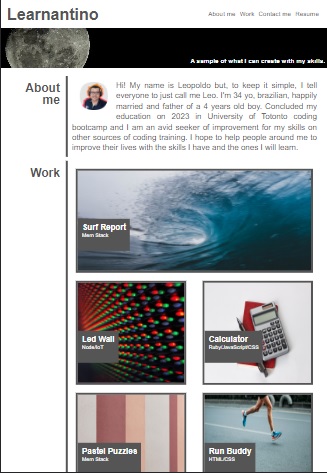 Learnantino
About me Work Contact me Resume
A sample of what I can create with my skills.
About
me
Hi! My name is Leopoldo but, to keep it simple, I tell
everyone to just call me Leo. I'm 34 yo, brazilian, happily
married and father of a 4 years old boy. Concluded my
education on 2023 in University of Totonto coding
bootcamp and I am an avid seeker of improvement for my skills on
other sources of coding training. I hope to help people around me to
improve their lives with the skills I have and the ones I will learn.
Work
Surf Report
Mern Stack
Led Wall
Node/IoT
Calculator
Ruby/JavaScript/CSS
Pastel Puzzles
Mern Stack
Run Buddy
HTML/CSS